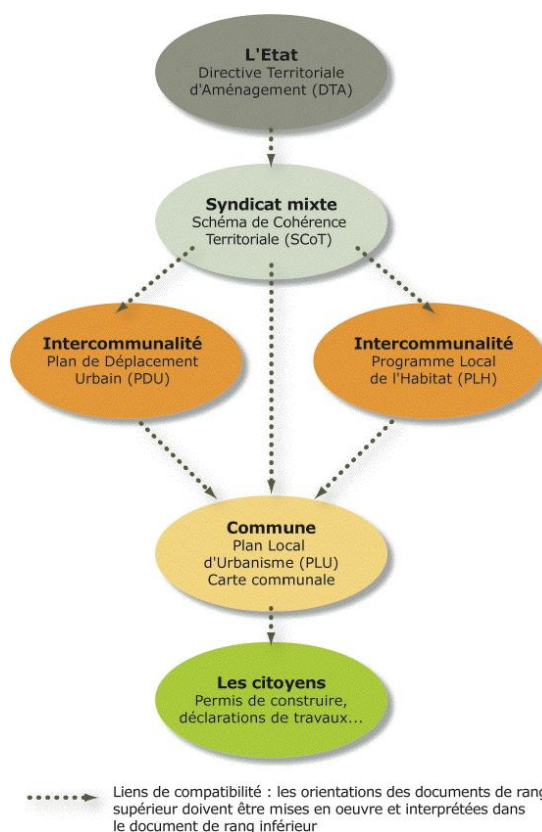 L'Etat
Directive Territoriale
d'Aménagement (DTA)
Syndicat mixte
Schéma de Cohérence
Territoriale (SCoT)
Intercommunalité
Plan de Déplacement
Urbain (PDU)
Intercommunalité
Programme Local
de l'Habitat (PLH)
Commune
Plan Local
d'Urbanisme (PLU)
Carte communale
Les citoyens
Permis de construire,
déclarations de travaux...
Liens de compatibilité : les orientations des documents de rang
supérieur doivent être mises en oeuvre et interprétées dans
le document de rang inférieur